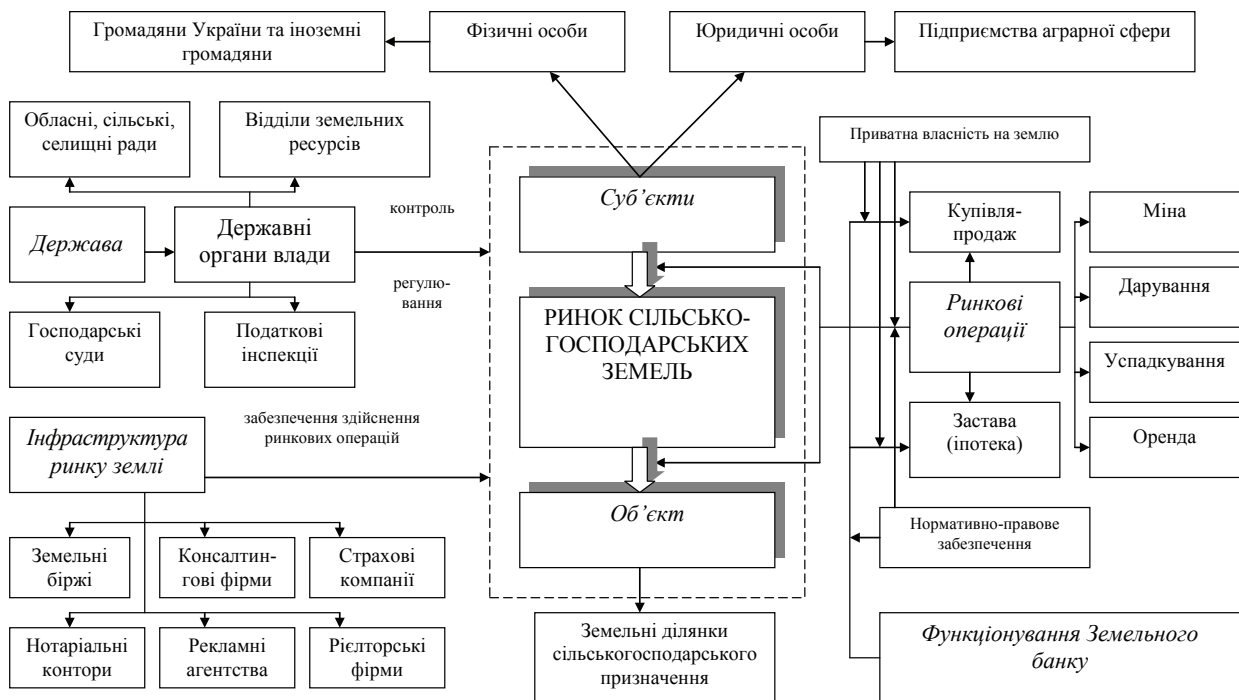 Громадяни України та іноземні
громадяни
Фізичні особи
Юридичні особи
Підприємства аграрної сфери
Обласні, сільські,
селищні ради
Відділи земельних
ресурсів
Приватна власність на землю
Держава
Державні
органи влади
контроль
регулю-
вання
Суб’єкти
Купівля-
продаж
Міна
Господарські
суди
Податкові
інспекції
РИНОК СІЛЬСЬКО-
ГОСПОДАРСЬКИХ
ЗЕМЕЛЬ
Ринкові
операції
Дарування
Успадкування
Інфраструктура
ринку землі
забезпечення здійснення
ринкових операцій
Застава
(іпотека)
Оренда
Об’єкт
Нормативно-правове
забезпечення
Земельні
біржі
Консалтин-
гові фірми
Страхові
компанії
Нотаріальні
контори
Рекламні
агентства
Рієлторські
фірми
Земельні ділянки
сільськогосподарського
призначення
Функціонування Земельного
банку